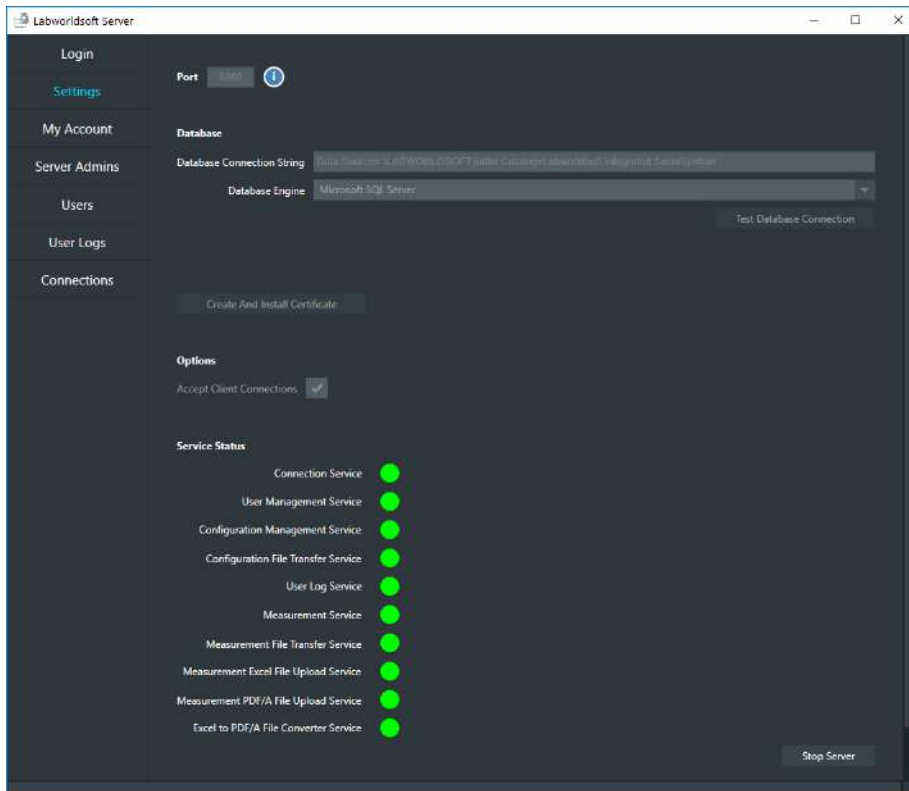 Labworldsoft Server
Login
Settings
My Account
Server Admins
Users
User Logs
Connections
Port 8080
Database
Database Connection String
Database Engine Microsoft SQL Server
Test Database Connection
Create And Install Certificate
Options
Accept Client Connections
Service Status
Connection Service
User Management Service
Configuration Management Service
Configuration File Transfer Service
User Log Service
Measurement Service
Measurement File Transfer Service
Measurement Excel File Upload Service
Measurement PDF/A File Upload Service
Excel to PDF/A File Converter Service
Stop Server